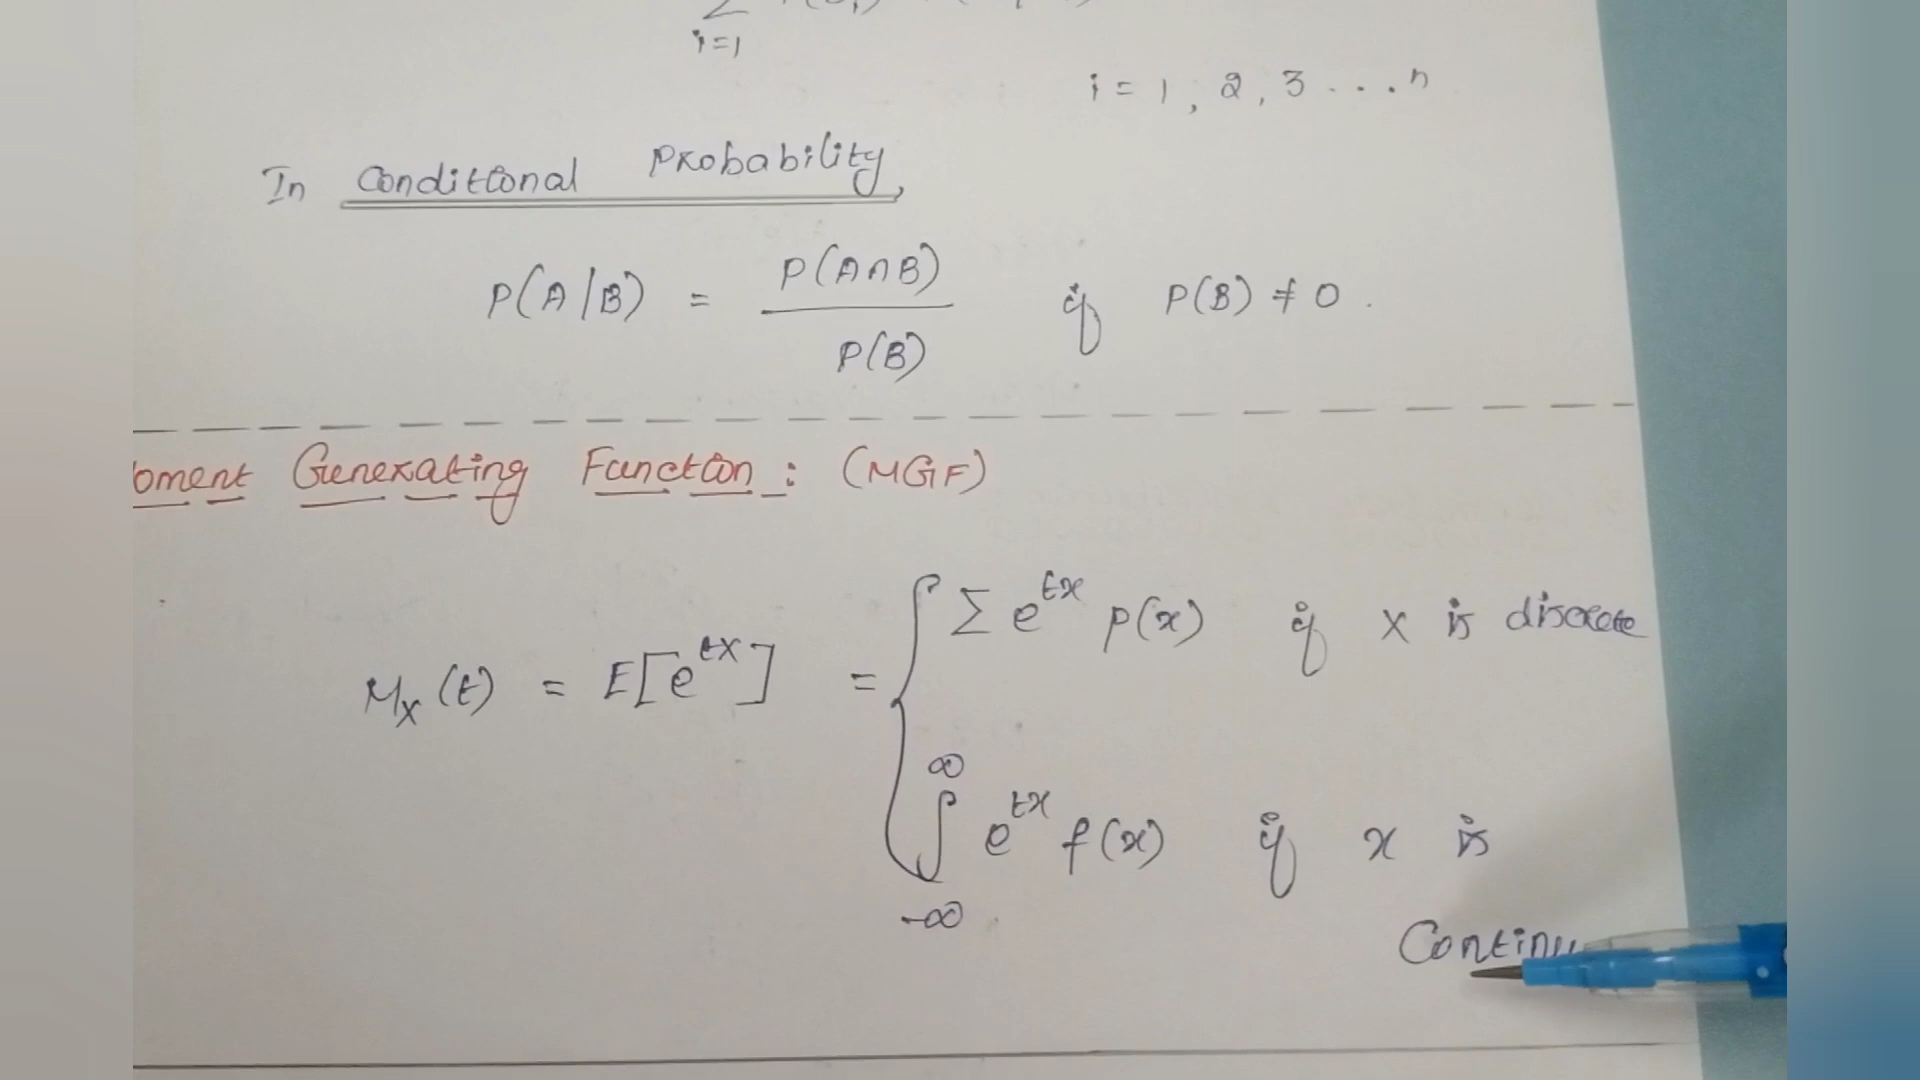 i=1
i = 1, 2, 3 . . . . n
In Conditional Probability,
P(A/B) = P(A∩B) / P(B) if P(B) ≠ 0.
oment Generating Function : (MGF)
M_X(t) = E[e^{tX}] = { Σ e^{tx} p(x) if X is discrete
∫_{-∞}^{∞} e^{tx} f(x) if x is
Continu